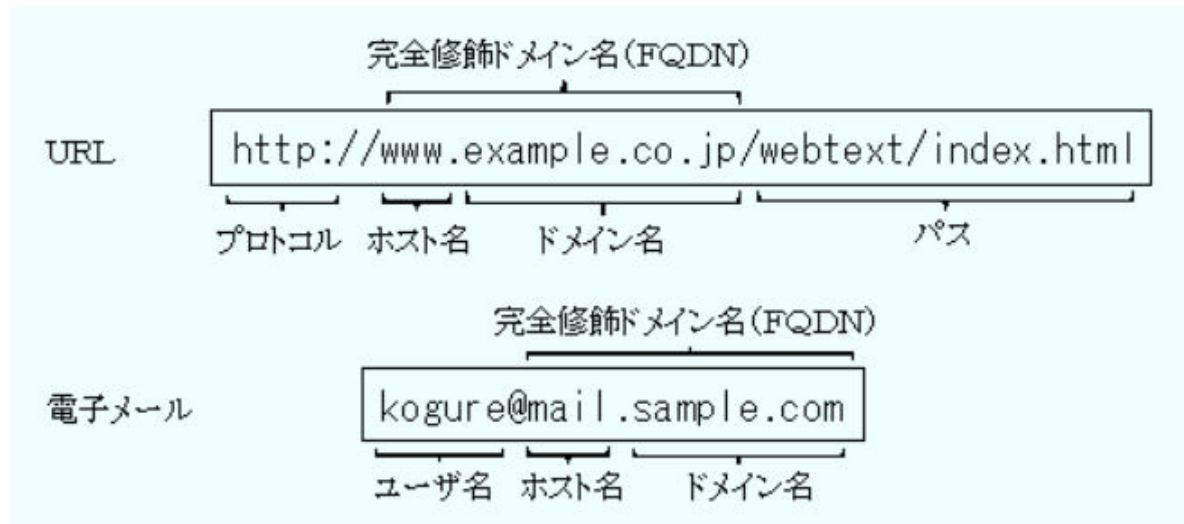 完全修飾ドメイン名(FQDN)
URL http://www.example.co.jp/webtext/index.html
プロトコル ホスト名 ドメイン名 パス
完全修飾ドメイン名(FQDN)
電子メール kogure@mail.sample.com
ユーザ名 ホスト名 ドメイン名